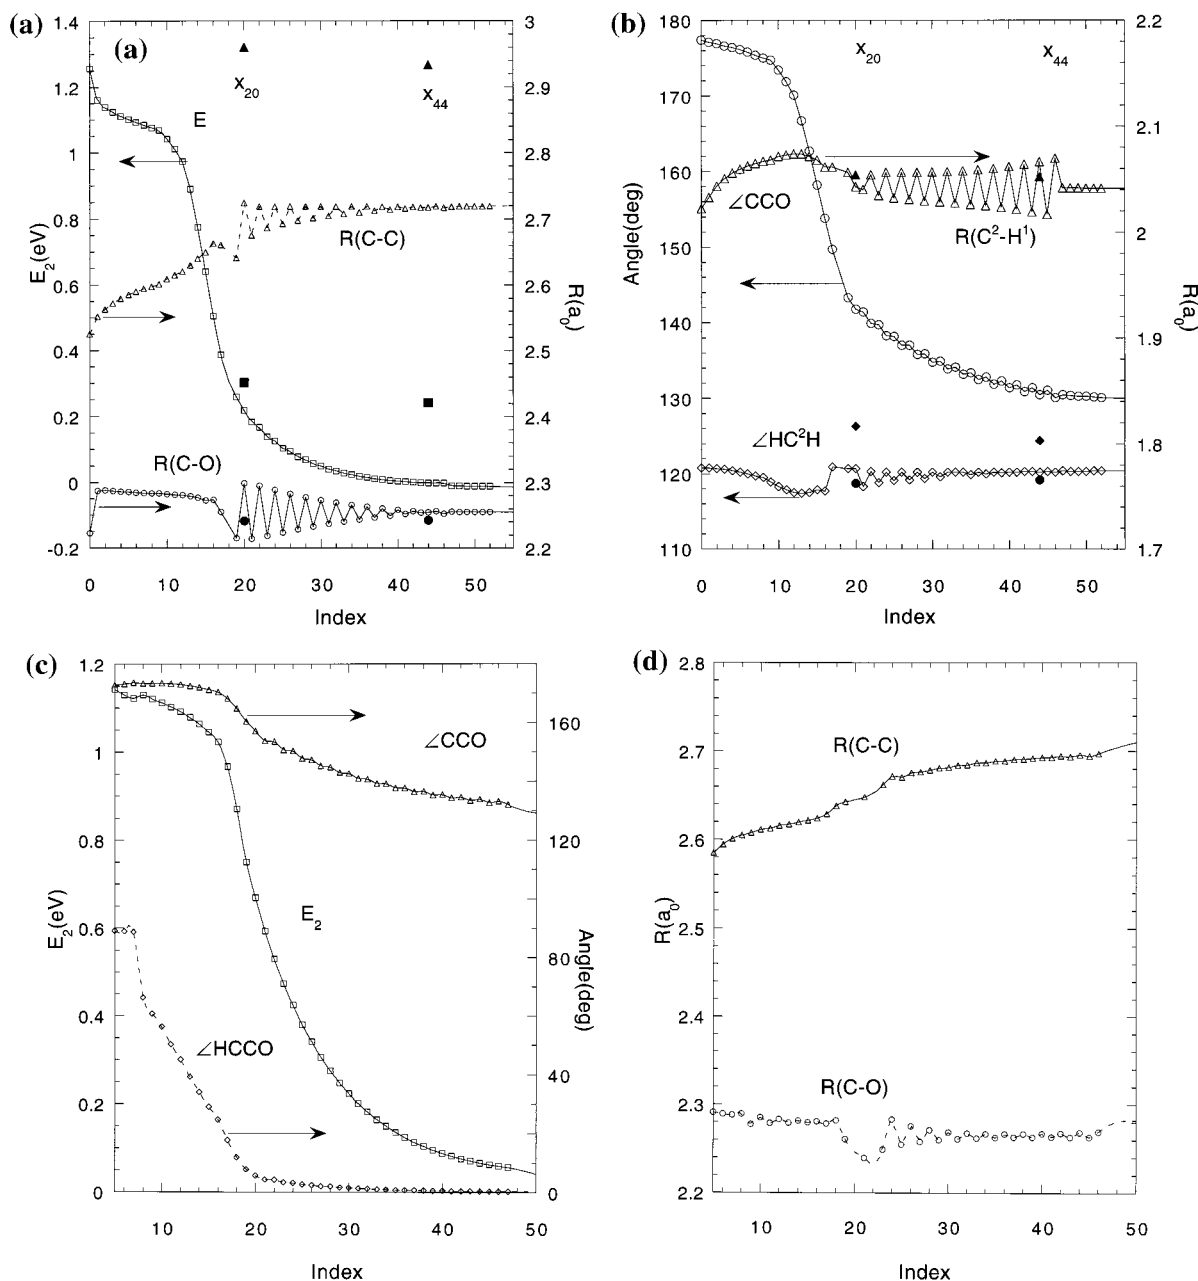 (a)
(a)
1.4
1.2
1
0.8
0.6
0.4
0.2
0
-0.2
E2(eV)
3
2.9
2.8
2.7
2.6
2.5
2.4
2.3
2.2
R(a0)
x20
x44
E
R(C-C)
R(C-O)
0 10 20 30 40 50
Index
(b)
180
170
160
150
140
130
120
110
Angle(deg)
2.2
2.1
2
1.9
1.8
1.7
R(a0)
x20
x44
∠CCO
R(C²-H¹)
∠HC²H
0 10 20 30 40 50
Index
(c)
1.2
1
0.8
0.6
0.4
0.2
0
E2(eV)
160
120
80
40
0
Angle(deg)
∠CCO
E2
∠HCCO
10 20 30 40 50
Index
(d)
2.8
2.7
2.6
2.5
2.4
2.3
2.2
R(a0)
R(C-C)
R(C-O)
10 20 30 40 50
Index